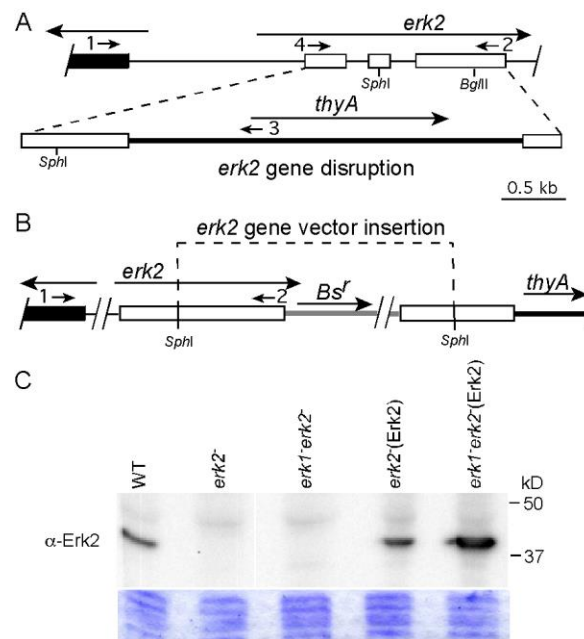 A
erk2
1 4 2
SphI BglII
thyA
3
SphI
erk2 gene disruption
0.5 kb
B
erk2 gene vector insertion
erk2 Bsʳ thyA
1 2
SphI SphI
C
WT erk2⁻ erk1⁻erk2⁻ erk2⁻(Erk2) erk1⁻erk2⁻(Erk2)
kD
50
α-Erk2
37